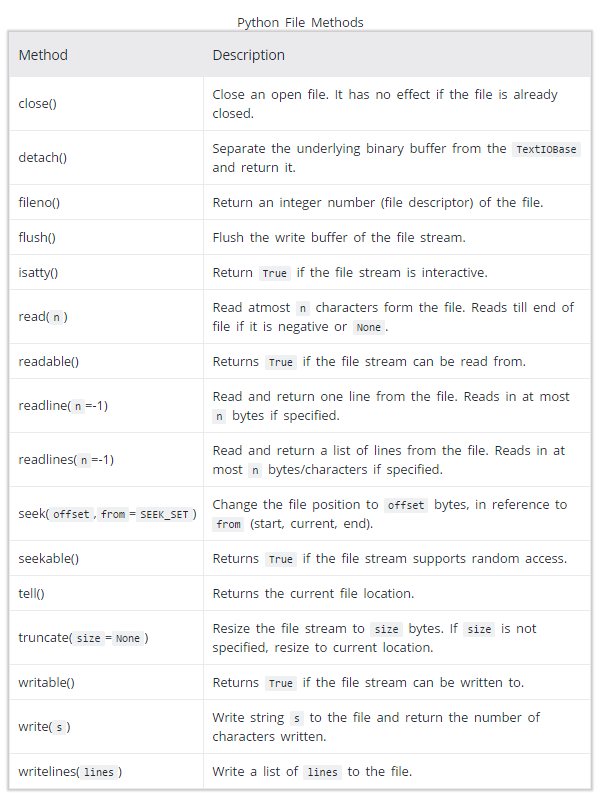 Python File Methods
Method Description
close() Close an open file. It has no effect if the file is already
closed.
detach() Separate the underlying binary buffer from the TextIOBase
and return it.
fileno() Return an integer number (file descriptor) of the file.
flush() Flush the write buffer of the file stream.
isatty() Return True if the file stream is interactive.
read( n ) Read atmost n characters form the file. Reads till end of
file if it is negative or None .
readable() Returns True if the file stream can be read from.
readline( n =-1) Read and return one line from the file. Reads in at most
n bytes if specified.
readlines( n =-1) Read and return a list of lines from the file. Reads in at
most n bytes/characters if specified.
seek( offset , from = SEEK_SET ) Change the file position to offset bytes, in reference to
from (start, current, end).
seekable() Returns True if the file stream supports random access.
tell() Returns the current file location.
truncate( size = None ) Resize the file stream to size bytes. If size is not
specified, resize to current location.
writable() Returns True if the file stream can be written to.
write( s ) Write string s to the file and return the number of
characters written.
writelines( lines ) Write a list of lines to the file.